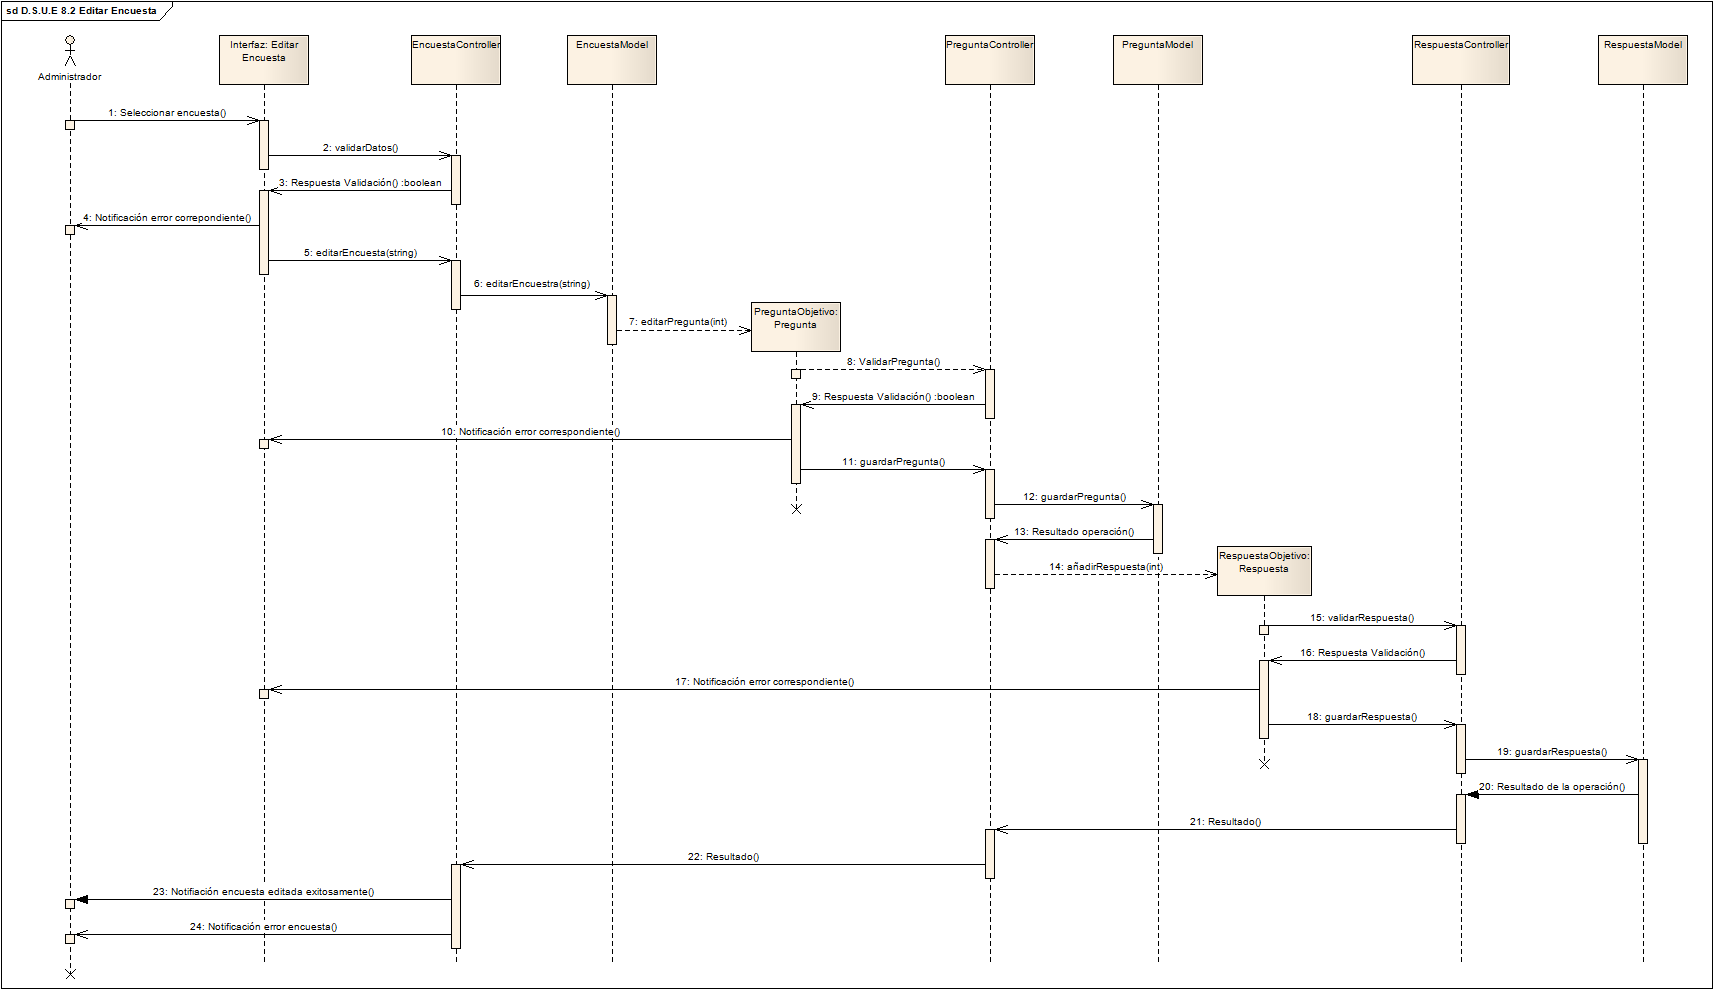 sd D.S.U.E 8.2 Editar Encuesta
Administrador
Interfaz: Editar
Encuesta
EncuestaController
EncuestaModel
PreguntaController
PreguntaModel
RespuestaController
RespuestaModel
1: Seleccionar encuesta()
2: validarDatos()
3: Respuesta Validación() :boolean
4: Notificación error correpondiente()
5: editarEncuesta(string)
6: editarEncuestra(string)
PreguntaObjetivo:
Pregunta
7: editarPregunta(int)
8: ValidarPregunta()
9: Respuesta Validación() :boolean
10: Notificación error correspondiente()
11: guardarPregunta()
12: guardarPregunta()
13: Resultado operación()
RespuestaObjetivo:
Respuesta
14: añadirRespuesta(int)
15: validarRespuesta()
16: Respuesta Validación()
17: Notificación error correspondiente()
18: guardarRespuesta()
19: guardarRespuesta()
20: Resultado de la operación()
21: Resultado()
22: Resultado()
23: Notifiación encuesta editada exitosamente()
24: Notificación error encuesta()